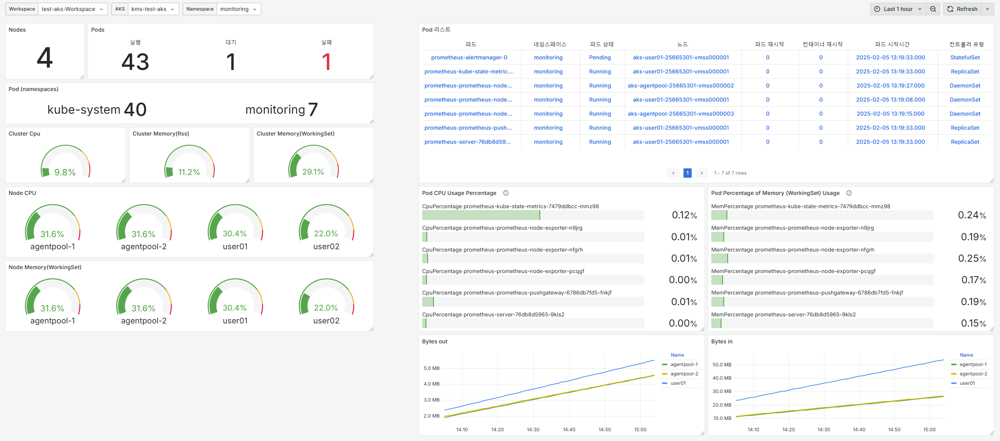 Workspace test-aks-Workspace AKS kms-test-aks Namespace monitoring Last 1 hour Refresh
Nodes
4
Pods
실행 대기 실패
43 1 1
Pod (namespaces)
kube-system 40 monitoring 7
Cluster Cpu
9.8%
Cluster Memory(Rss)
11.2%
Cluster Memory(WorkingSet)
29.1%
Node CPU
31.6% 31.6% 30.4% 22.0%
agentpool-1 agentpool-2 user01 user02
Node Memory(WorkingSet)
31.6% 31.6% 30.4% 22.0%
agentpool-1 agentpool-2 user01 user02
Pod 리스트
파드 네임스페이스 파드 상태 노드 파드 재시작 컨테이너 재시작 파드 시작시간 컨트롤러 유형
prometheus-alertmanager-0 monitoring Pending aks-user01-25665301-vmss000001 0 0 2025-02-05 13:19:33.000 StatefulSet
prometheus-kube-state-metric... monitoring Running aks-user01-25665301-vmss000001 0 0 2025-02-05 13:19:33.000 ReplicaSet
prometheus-prometheus-node... monitoring Running aks-agentpool-25665301-vmss000002 0 0 2025-02-05 13:19:27.000 DaemonSet
prometheus-prometheus-node... monitoring Running aks-user01-25665301-vmss000001 0 0 2025-02-05 13:19:08.000 DaemonSet
prometheus-prometheus-node... monitoring Running aks-agentpool-25665301-vmss000003 0 0 2025-02-05 13:19:15.000 DaemonSet
prometheus-prometheus-push... monitoring Running aks-user01-25665301-vmss000001 0 0 2025-02-05 13:19:33.000 ReplicaSet
prometheus-server-76db8d59... monitoring Running aks-user01-25665301-vmss000001 0 0 2025-02-05 13:19:33.000 ReplicaSet
1 1 - 7 of 7 rows
Pod CPU Usage Percentage
CpuPercentage prometheus-kube-state-metrics-7479ddbcc-mmz98
0.12%
CpuPercentage prometheus-prometheus-node-exporter-n9jrg
0.01%
CpuPercentage prometheus-prometheus-node-exporter-nfgrh
0.01%
CpuPercentage prometheus-prometheus-node-exporter-pcqgf
0.00%
CpuPercentage prometheus-prometheus-pushgateway-6786db7fd5-fnkjf
0.01%
CpuPercentage prometheus-server-76db8d5965-9kls2
0.00%
Pod Percentage of Memory (WorkingSet) Usage
MemPercentage prometheus-kube-state-metrics-7479ddbcc-mmz98
0.24%
MemPercentage prometheus-prometheus-node-exporter-n9jrg
0.19%
MemPercentage prometheus-prometheus-node-exporter-nfgrh
0.25%
MemPercentage prometheus-prometheus-node-exporter-pcqgf
0.17%
MemPercentage prometheus-prometheus-pushgateway-6786db7fd5-fnkjf
0.19%
MemPercentage prometheus-server-76db8d5965-9kls2
0.15%
Bytes out
5.0 MB
4.0 MB
3.0 MB
2.0 MB
14:10 14:20 14:30 14:40 14:50 15:00
Name
agentpool-1
agentpool-2
user01
Bytes in
50.0 MB
40.0 MB
30.0 MB
20.0 MB
10.0 MB
14:10 14:20 14:30 14:40 14:50 15:00
Name
agentpool-1
agentpool-2
user01